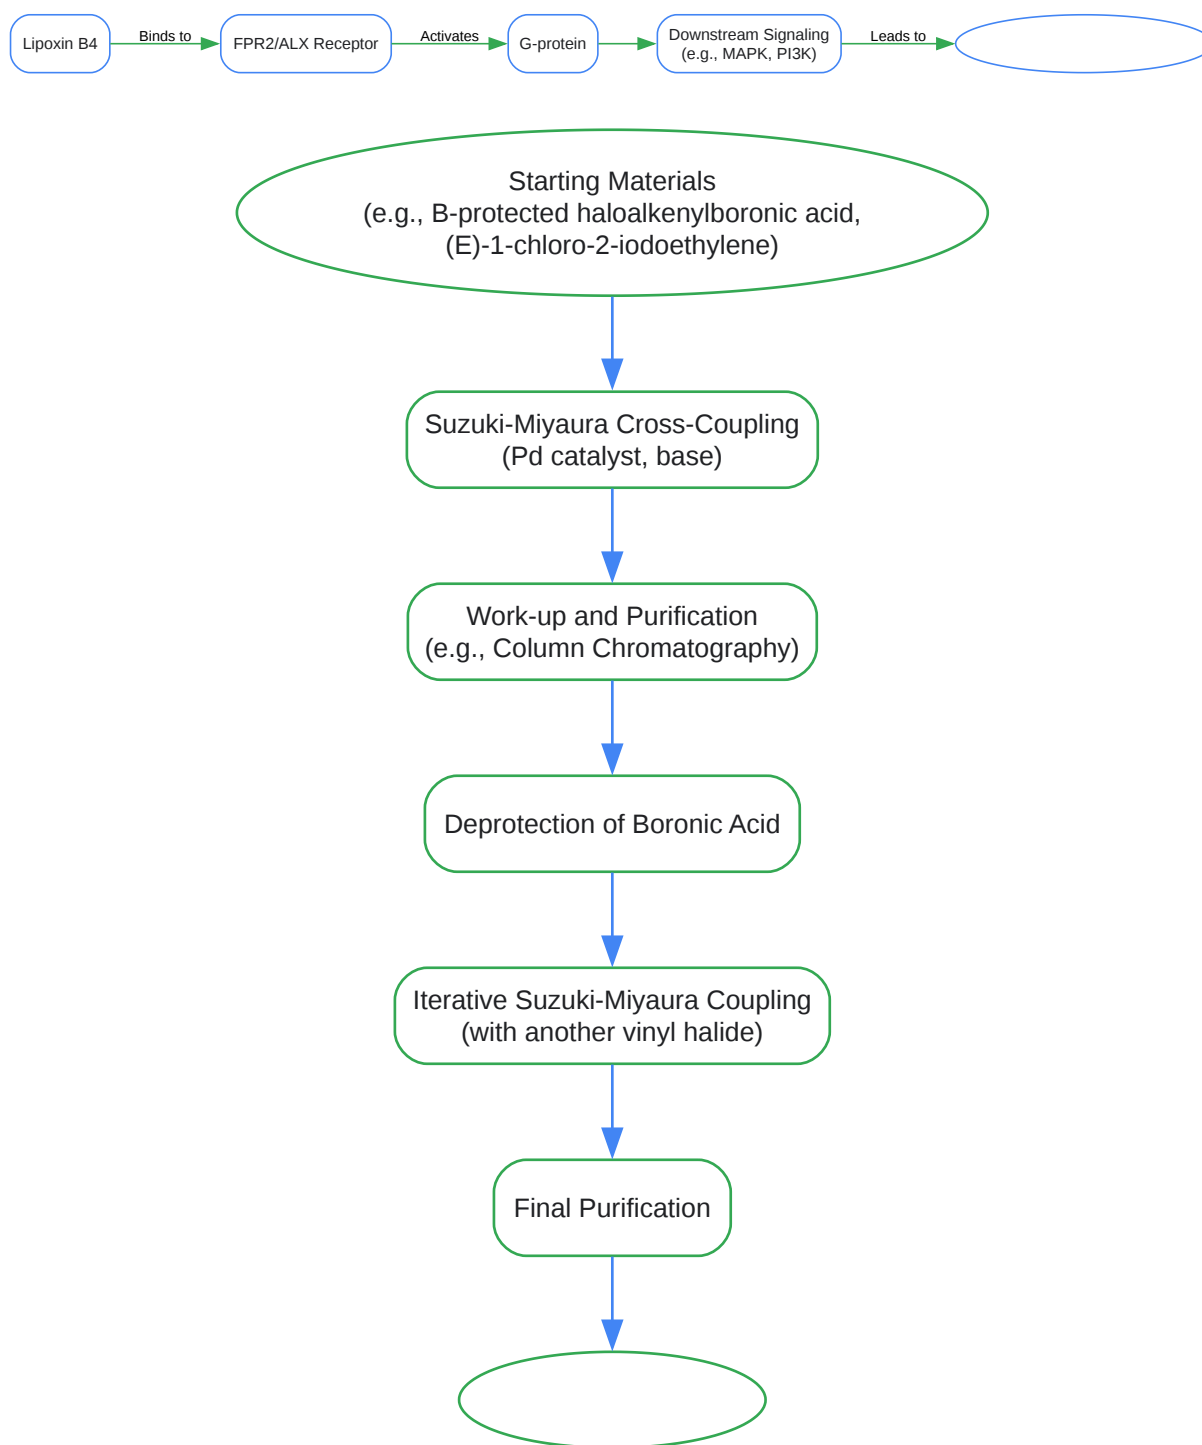 Lipoxin B4
Binds to
FPR2/ALX Receptor
Activates
G-protein
Downstream Signaling
(e.g., MAPK, PI3K)
Leads to
Starting Materials
(e.g., B-protected haloalkenylboronic acid,
(E)-1-chloro-2-iodoethylene)
Suzuki-Miyaura Cross-Coupling
(Pd catalyst, base)
Work-up and Purification
(e.g., Column Chromatography)
Deprotection of Boronic Acid
Iterative Suzuki-Miyaura Coupling
(with another vinyl halide)
Final Purification